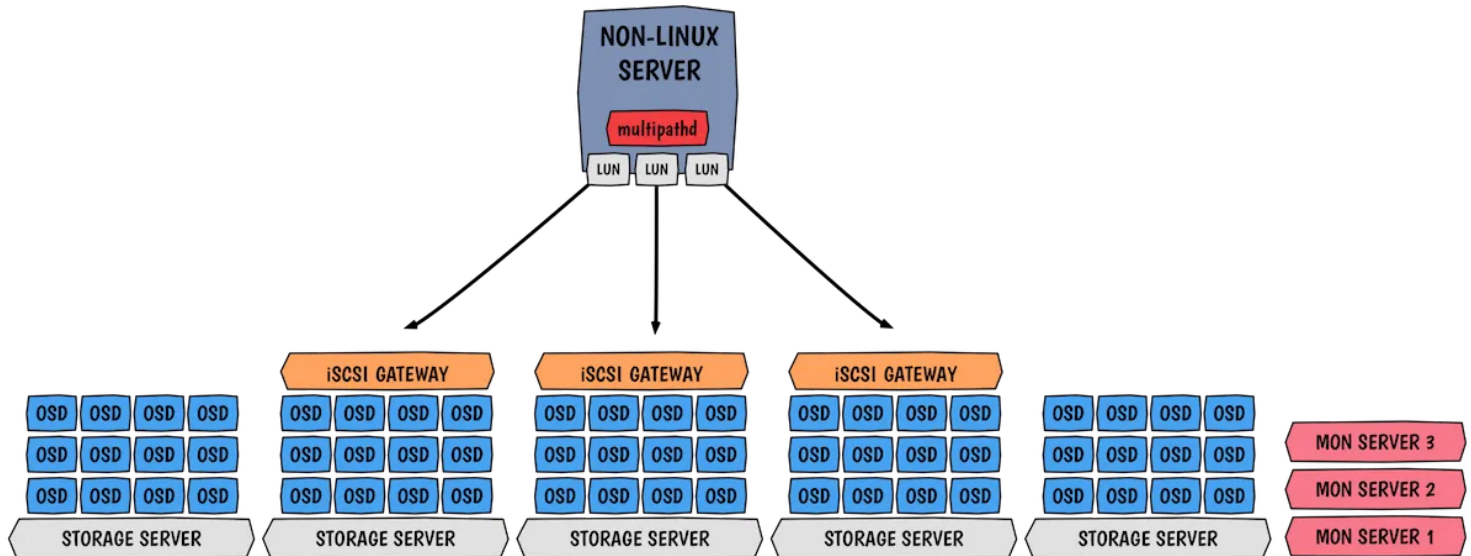 NON-LINUX
SERVER
multipathd
LUN LUN LUN
iSCSI GATEWAY iSCSI GATEWAY iSCSI GATEWAY
OSD OSD OSD OSD OSD OSD OSD OSD OSD OSD OSD OSD OSD OSD OSD OSD OSD OSD OSD OSD
MON SERVER 3
OSD OSD OSD OSD OSD OSD OSD OSD OSD OSD OSD OSD OSD OSD OSD OSD OSD OSD OSD OSD
MON SERVER 2
OSD OSD OSD OSD OSD OSD OSD OSD OSD OSD OSD OSD OSD OSD OSD OSD OSD OSD OSD OSD
STORAGE SERVER STORAGE SERVER STORAGE SERVER STORAGE SERVER STORAGE SERVER MON SERVER 1